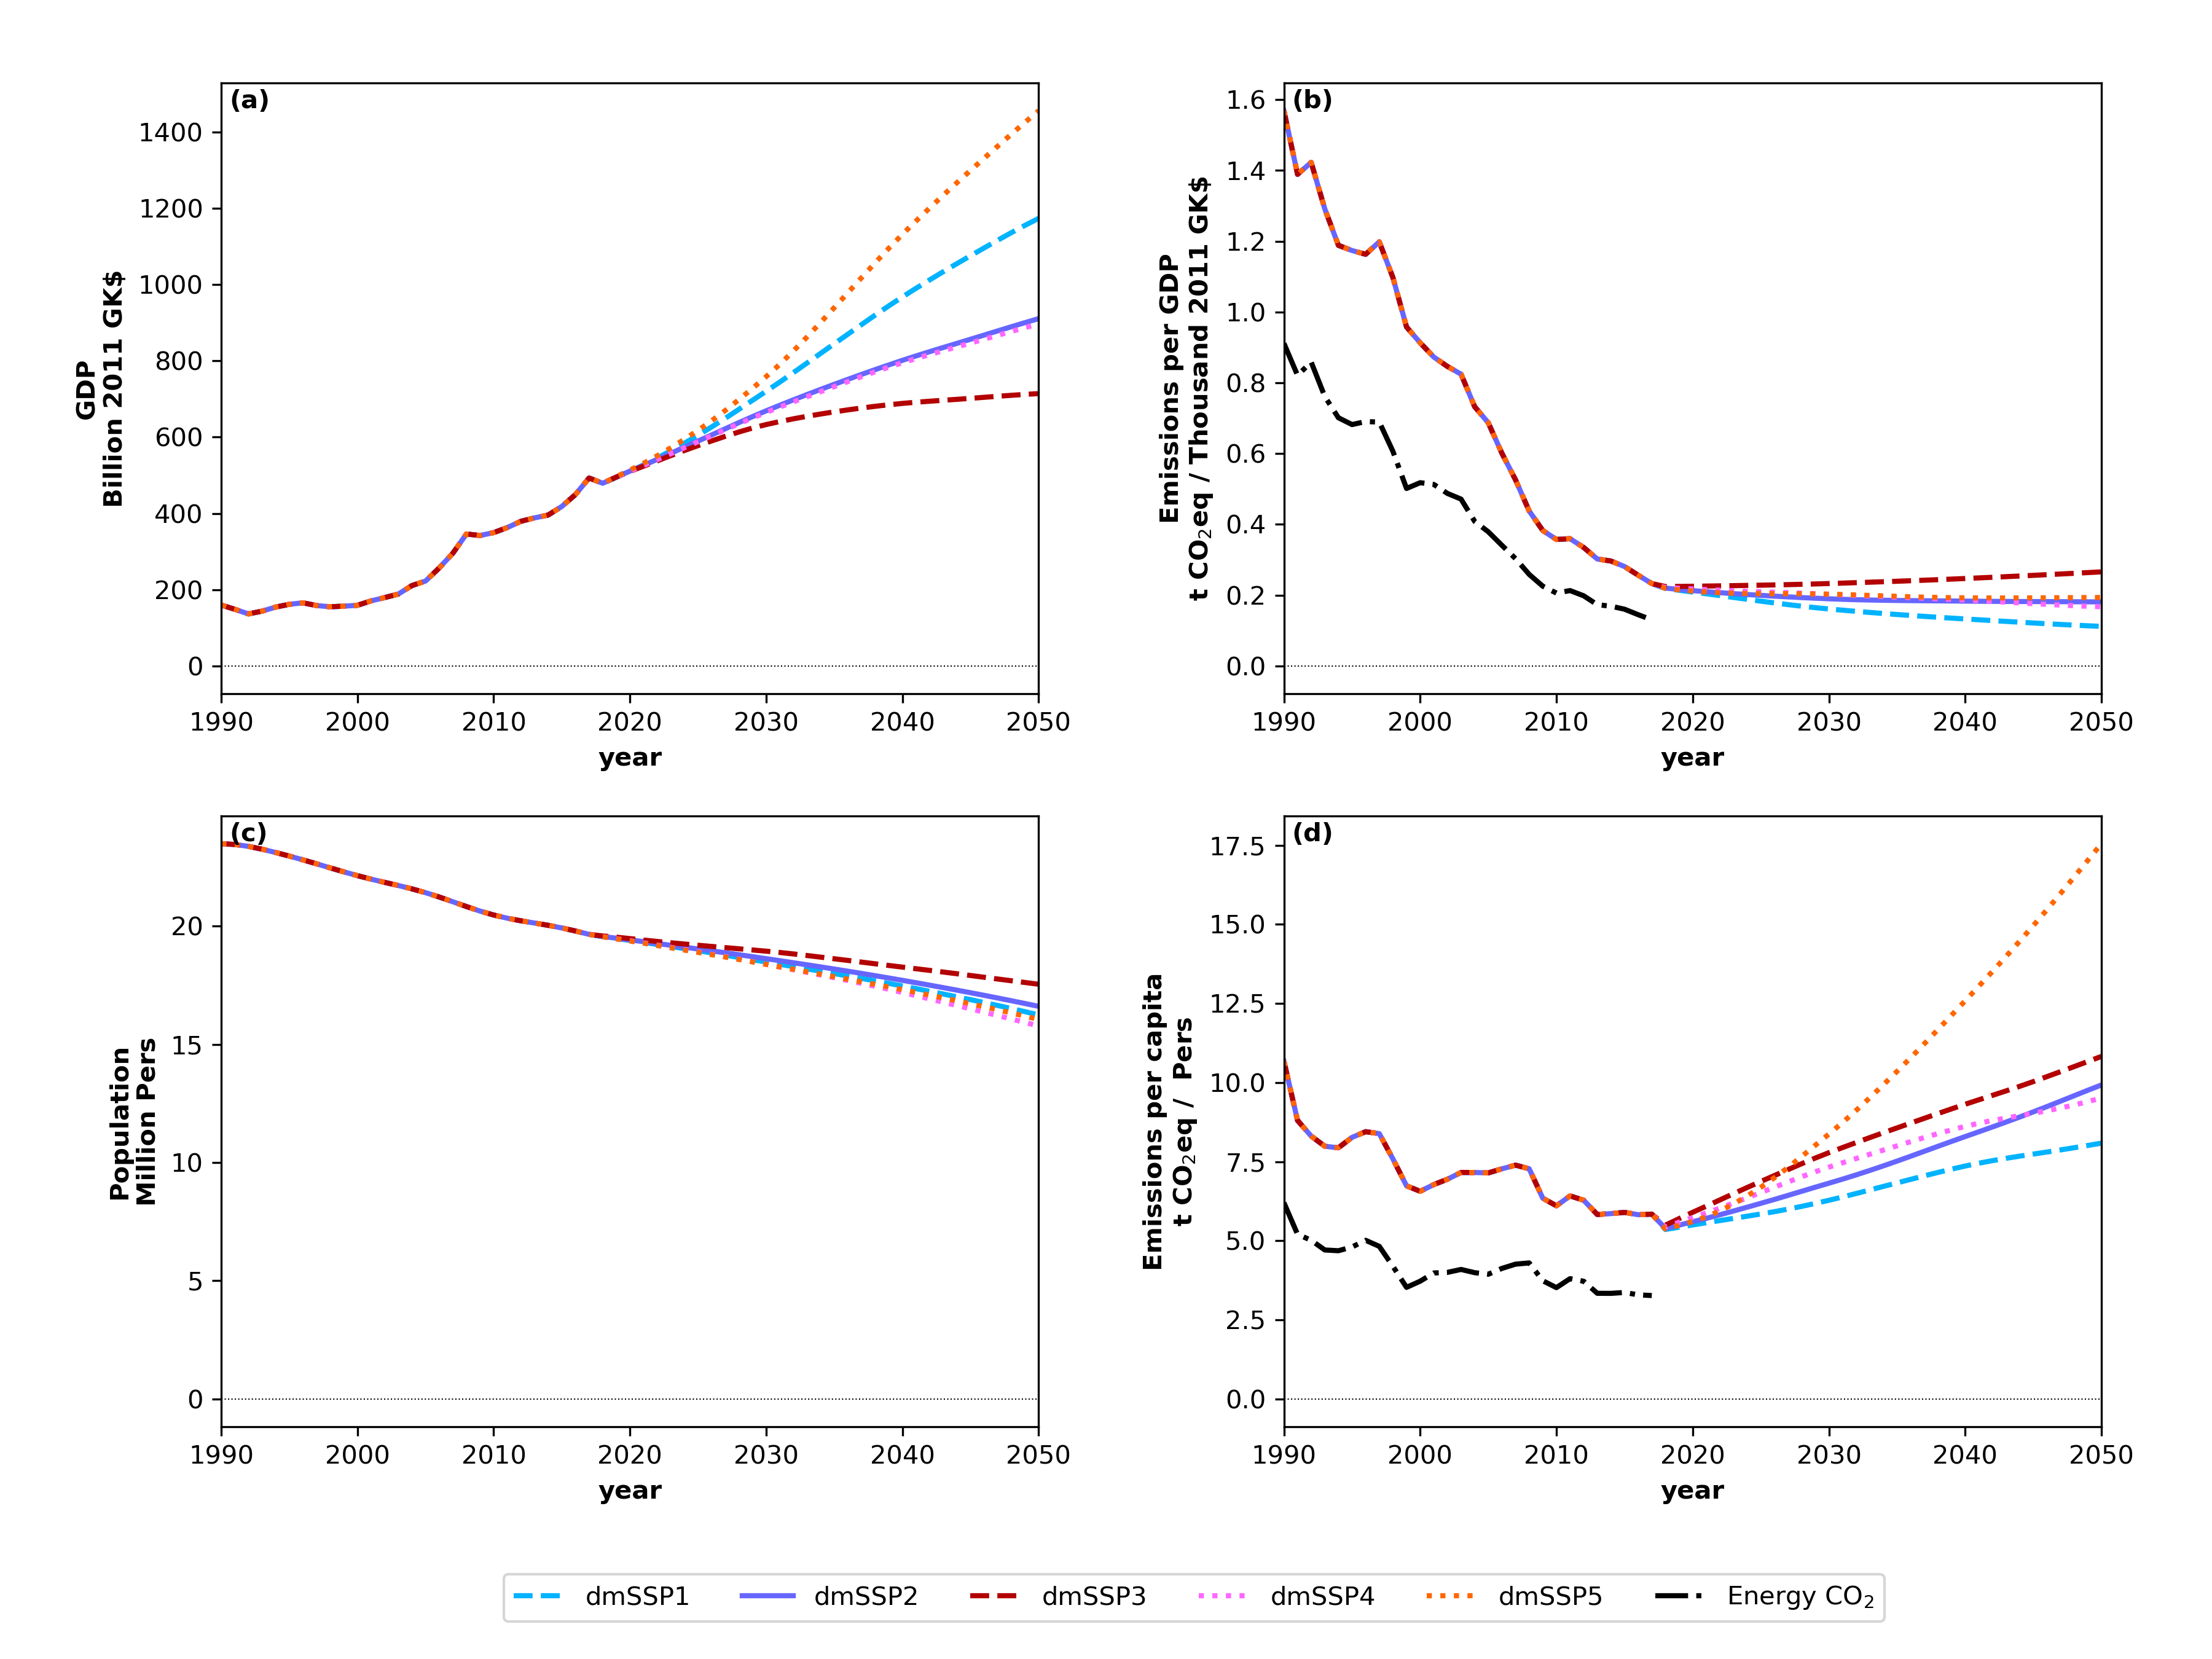 (a)
GDP
Billion 2011 GK$
1400
1200
1000
800
600
400
200
0
1990 2000 2010 2020 2030 2040 2050
year
(b)
Emissions per GDP
t CO₂eq / Thousand 2011 GK$
1.6
1.4
1.2
1.0
0.8
0.6
0.4
0.2
0.0
1990 2000 2010 2020 2030 2040 2050
year
(c)
Population
Million Pers
20
15
10
5
0
1990 2000 2010 2020 2030 2040 2050
year
(d)
Emissions per capita
t CO₂eq / Pers
17.5
15.0
12.5
10.0
7.5
5.0
2.5
0.0
1990 2000 2010 2020 2030 2040 2050
year
dmSSP1 dmSSP2 dmSSP3 dmSSP4 dmSSP5 Energy CO₂